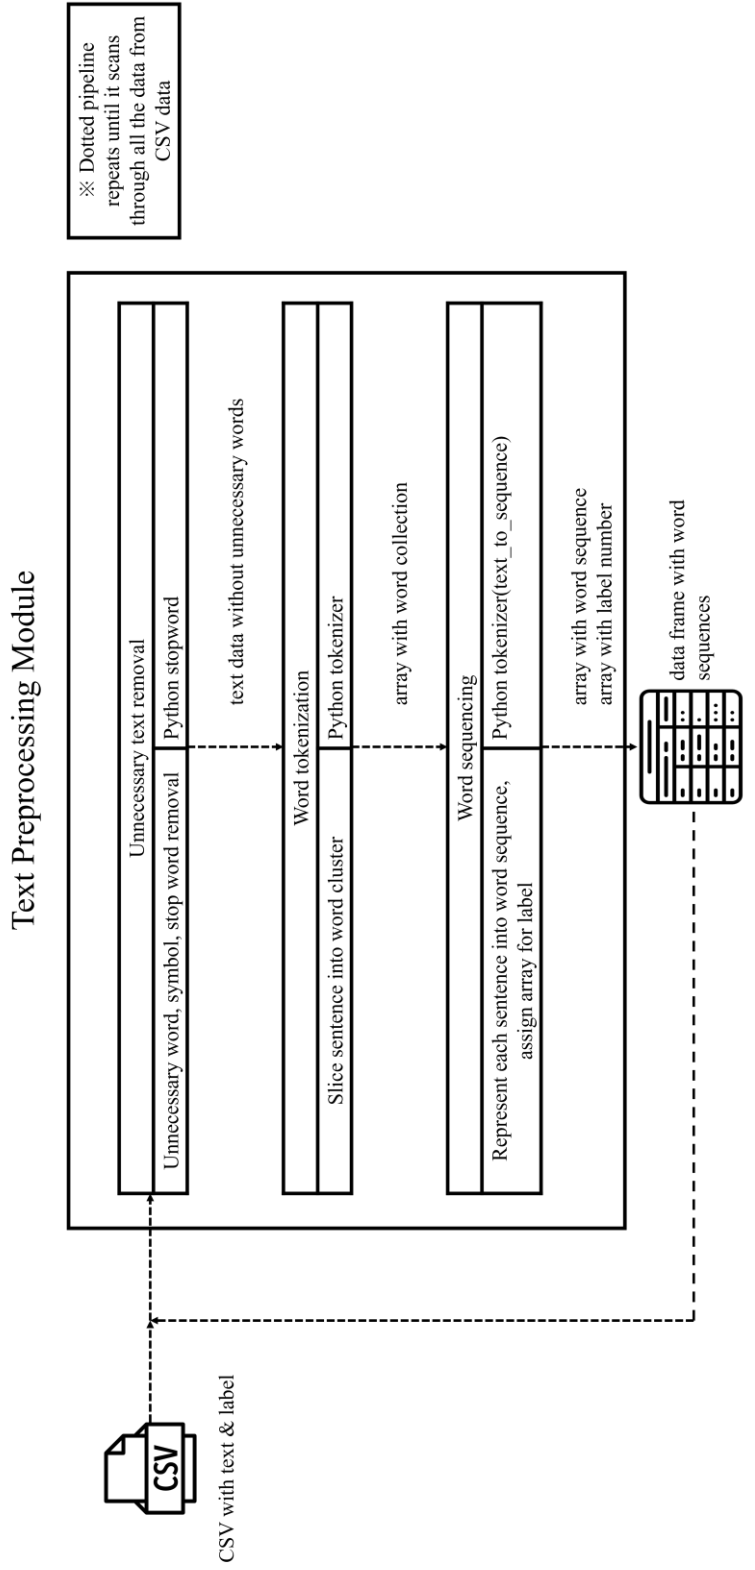 Text Preprocessing Module
※ Dotted pipeline
repeats until it scans
through all the data from
CSV data
CSV
CSV with text & label
Unnecessary text removal
Unnecessary word, symbol, stop word removal
Python stopword
text data without unnecessary words
Word tokenization
Slice sentence into word cluster
Python tokenizer
array with word collection
Word sequencing
Represent each sentence into word sequence,
assign array for label
Python tokenizer(text_to_sequence)
array with word sequence
array with label number
data frame with word
sequences